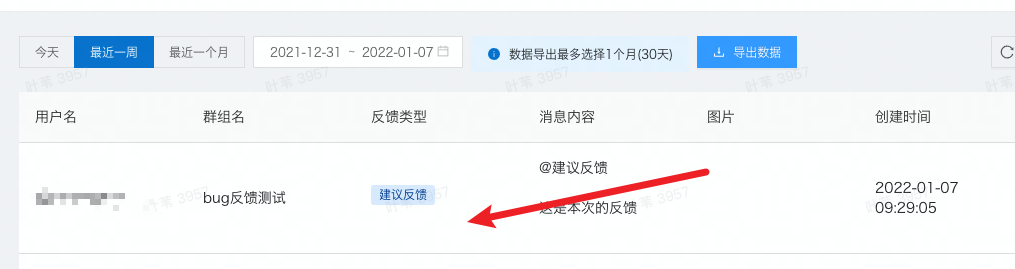 今天
最近一周
最近一个月
2021-12-31 ~ 2022-01-07
数据导出最多选择1个月(30天)
导出数据
用户名
群组名
反馈类型
消息内容
图片
创建时间
bug反馈测试
建议反馈
@建议反馈
这是本次的反馈
2022-01-07
09:29:05
叶苇 3957